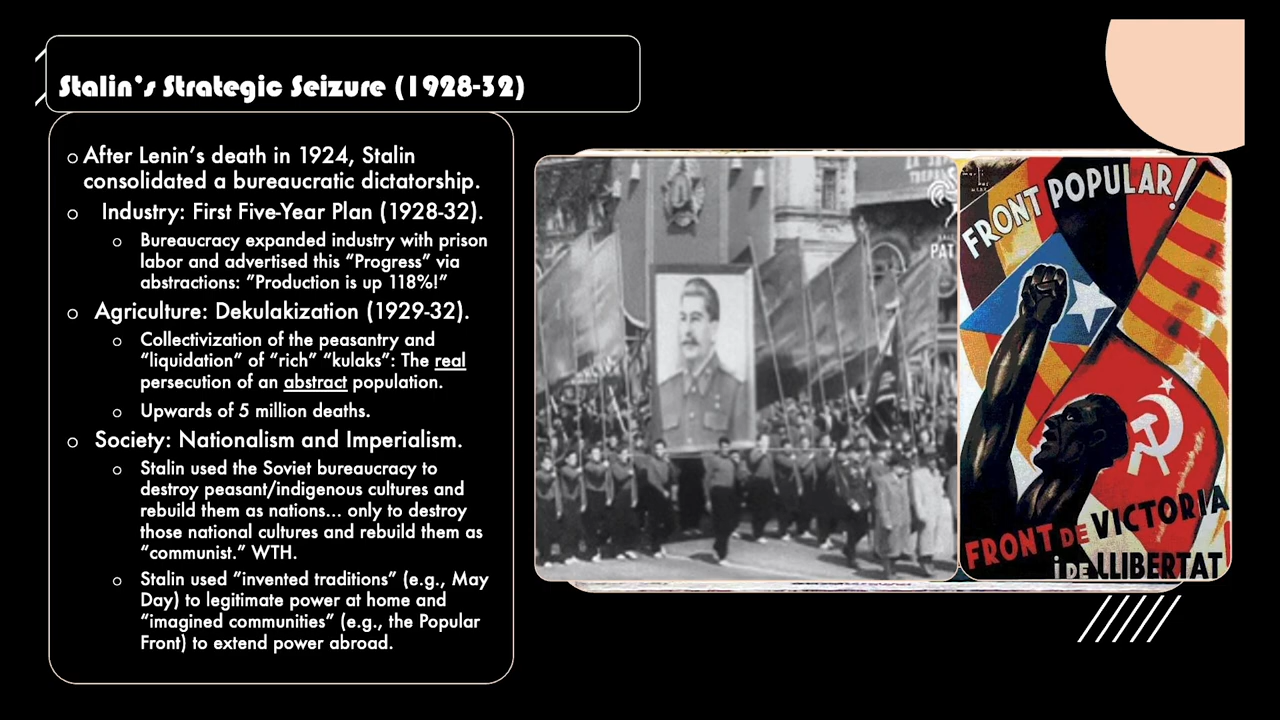 Stalin's Strategic Seizure (1928-32)
After Lenin's death in 1924, Stalin
consolidated a bureaucratic dictatorship.
Industry: First Five-Year Plan (1928-32).
Bureaucracy expanded industry with prison
labor and advertised this "Progress" via
abstractions: "Production is up 118%!"
Agriculture: Dekulakization (1929-32).
Collectivization of the peasantry and
"liquidation" of "rich" "kulaks": The real
persecution of an abstract population.
Upwards of 5 million deaths.
Society: Nationalism and Imperialism.
Stalin used the Soviet bureaucracy to
destroy peasant/indigenous cultures and
rebuild them as nations... only to destroy
those national cultures and rebuild them as
"communist." WTH.
Stalin used "invented traditions" (e.g., May
Day) to legitimate power at home and
"imagined communities" (e.g., the Popular
Front) to extend power abroad.
PAT
FRONT POPULAR!
FRONT DE VICTORIA
i DE LLIBERTAT